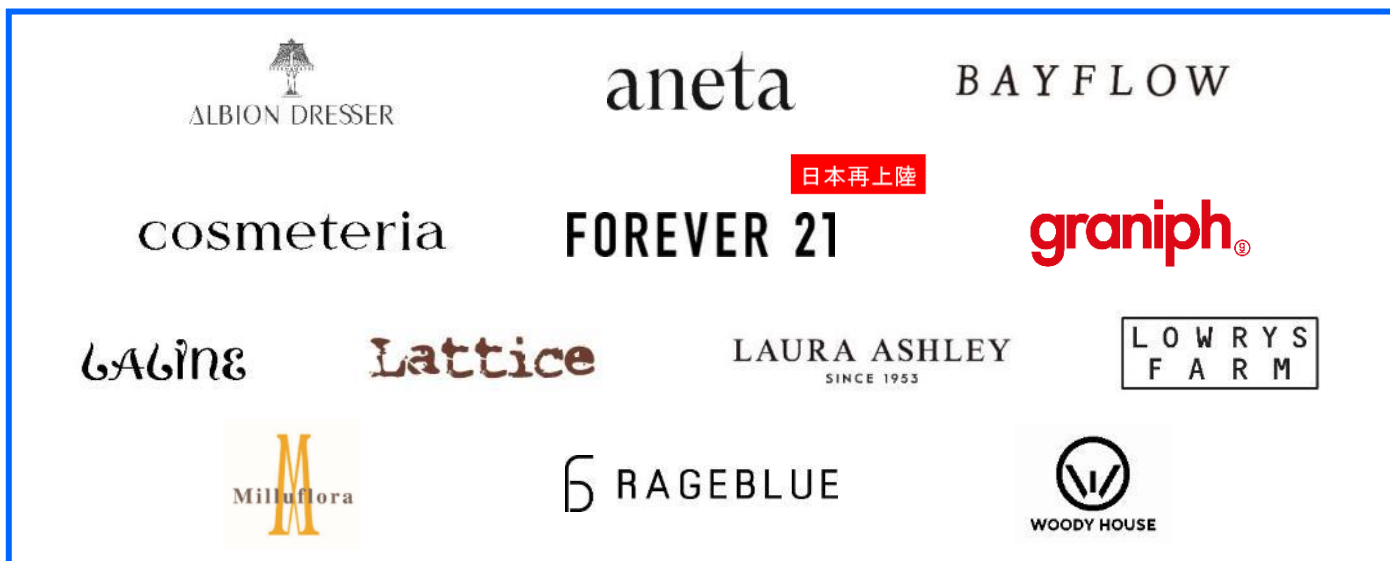 ALBION DRESSER
aneta
BAYFLOW
日本再上陸
cosmeteria
FOREVER 21
graniph
g
LALINE
Lattice
LAURA ASHLEY
SINCE 1953
LOWRYS
FARM
M
Milluflora
RAGEBLUE
WOODY HOUSE